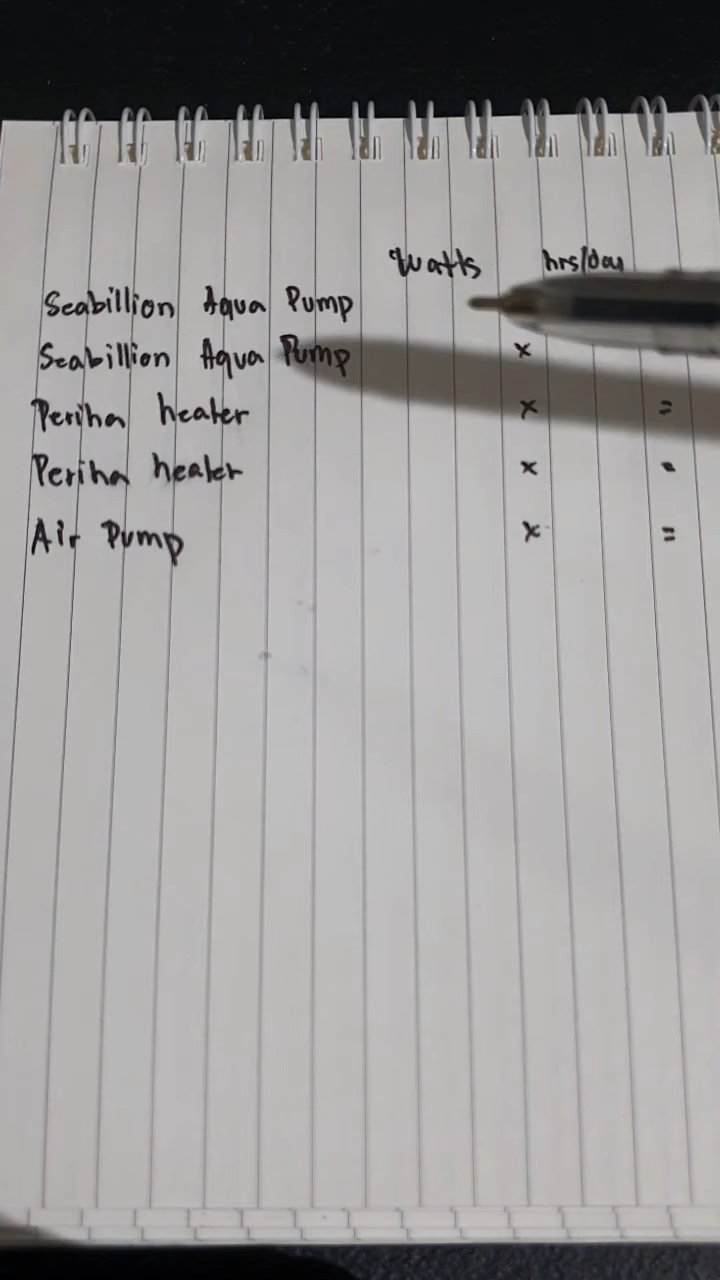 Watts hrs/day
Seabillion Aqua Pump
Seabillion Aqua Pump x
Periha heater x =
Periha heater x =
Air Pump x =